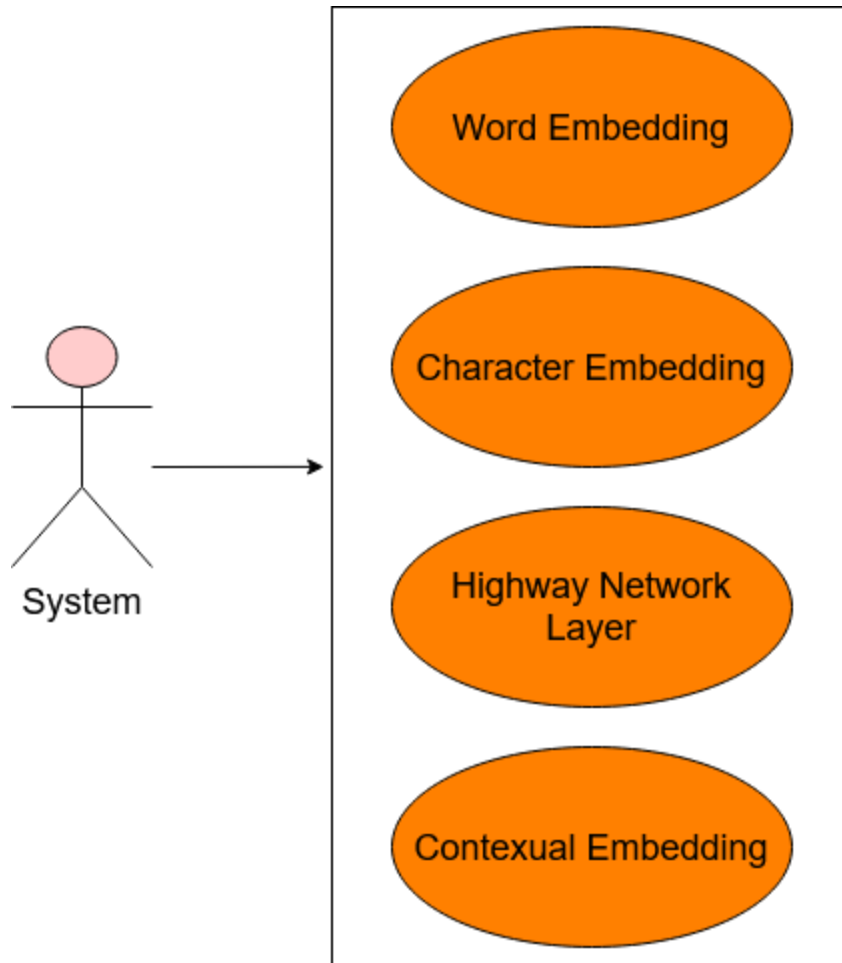 Word Embedding
Character Embedding
System
Highway Network
Layer
Contexual Embedding